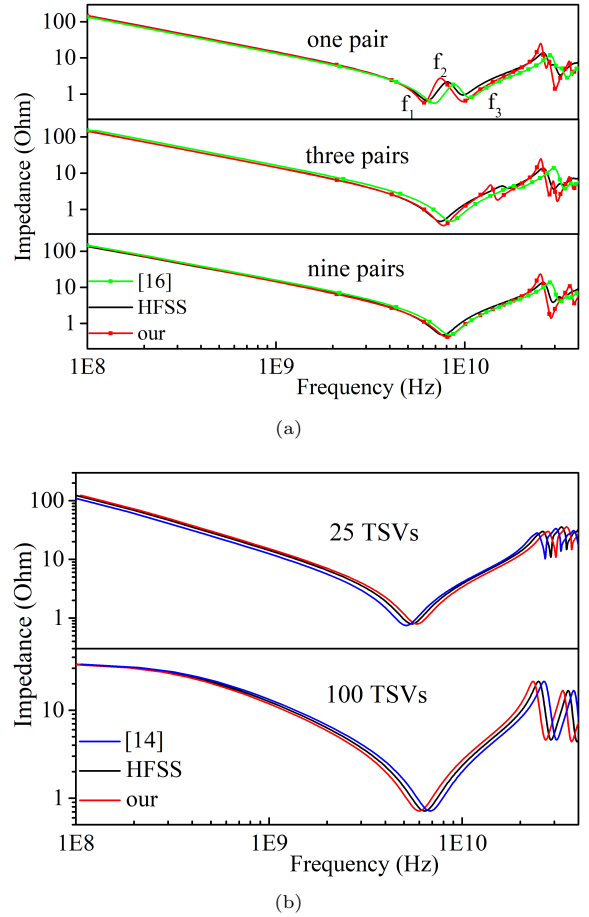 100
10
1
one pair
f1
f2
f3
100
10
1
three pairs
100
10
1
nine pairs
[16]
HFSS
our
Impedance (Ohm)
1E8
1E9
1E10
Frequency (Hz)
(a)
100
10
1
25 TSVs
10
1
100 TSVs
[14]
HFSS
our
Impedance (Ohm)
1E8
1E9
1E10
Frequency (Hz)
(b)